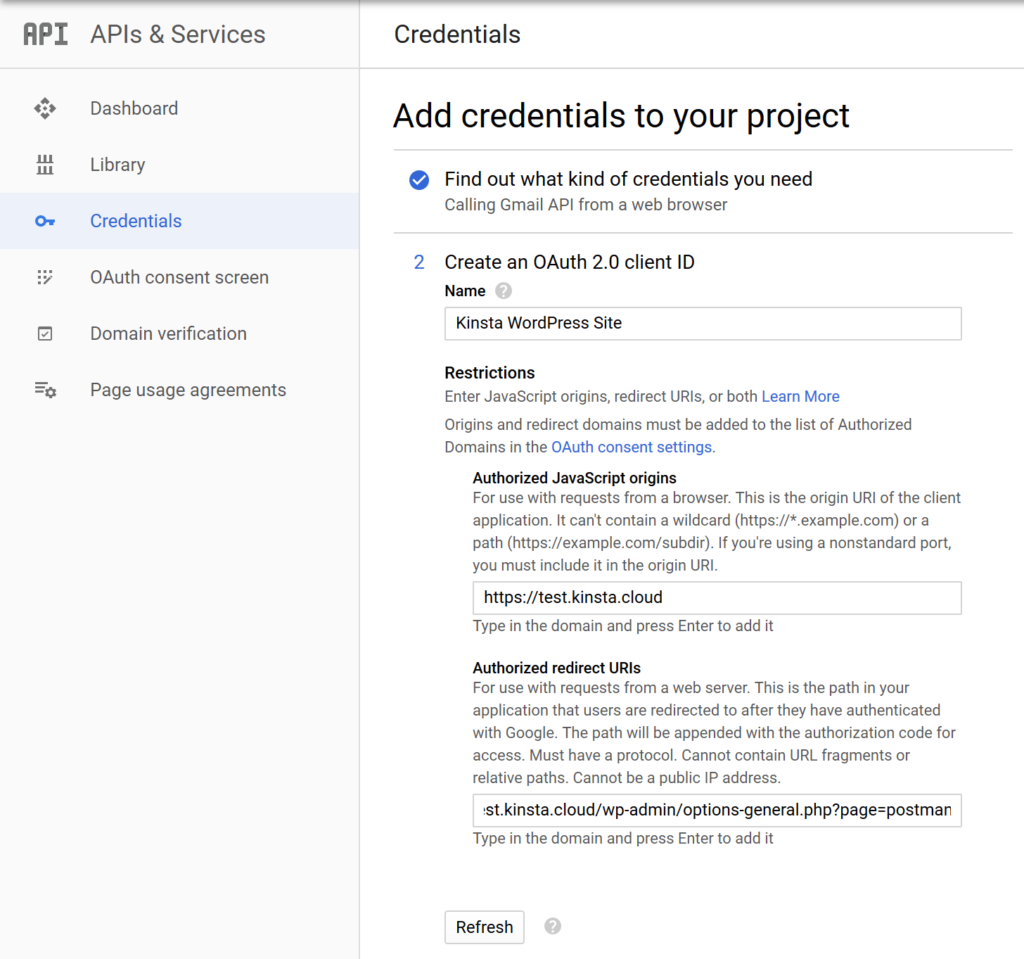 API APIs & Services
Credentials
Dashboard
Library
Credentials
OAuth consent screen
Domain verification
Page usage agreements
Add credentials to your project
Find out what kind of credentials you need
Calling Gmail API from a web browser
2 Create an OAuth 2.0 client ID
Name ?
Kinsta WordPress Site
Restrictions
Enter JavaScript origins, redirect URIs, or both Learn More
Origins and redirect domains must be added to the list of Authorized
Domains in the OAuth consent settings.
Authorized JavaScript origins
For use with requests from a browser. This is the origin URI of the client
application. It can't contain a wildcard (https://*.example.com) or a
path (https://example.com/subdir). If you're using a nonstandard port,
you must include it in the origin URI.
https://test.kinsta.cloud
Type in the domain and press Enter to add it
Authorized redirect URIs
For use with requests from a web server. This is the path in your
application that users are redirected to after they have authenticated
with Google. The path will be appended with the authorization code for
access. Must have a protocol. Cannot contain URL fragments or
relative paths. Cannot be a public IP address.
est.kinsta.cloud/wp-admin/options-general.php?page=postman
Type in the domain and press Enter to add it
Refresh ?